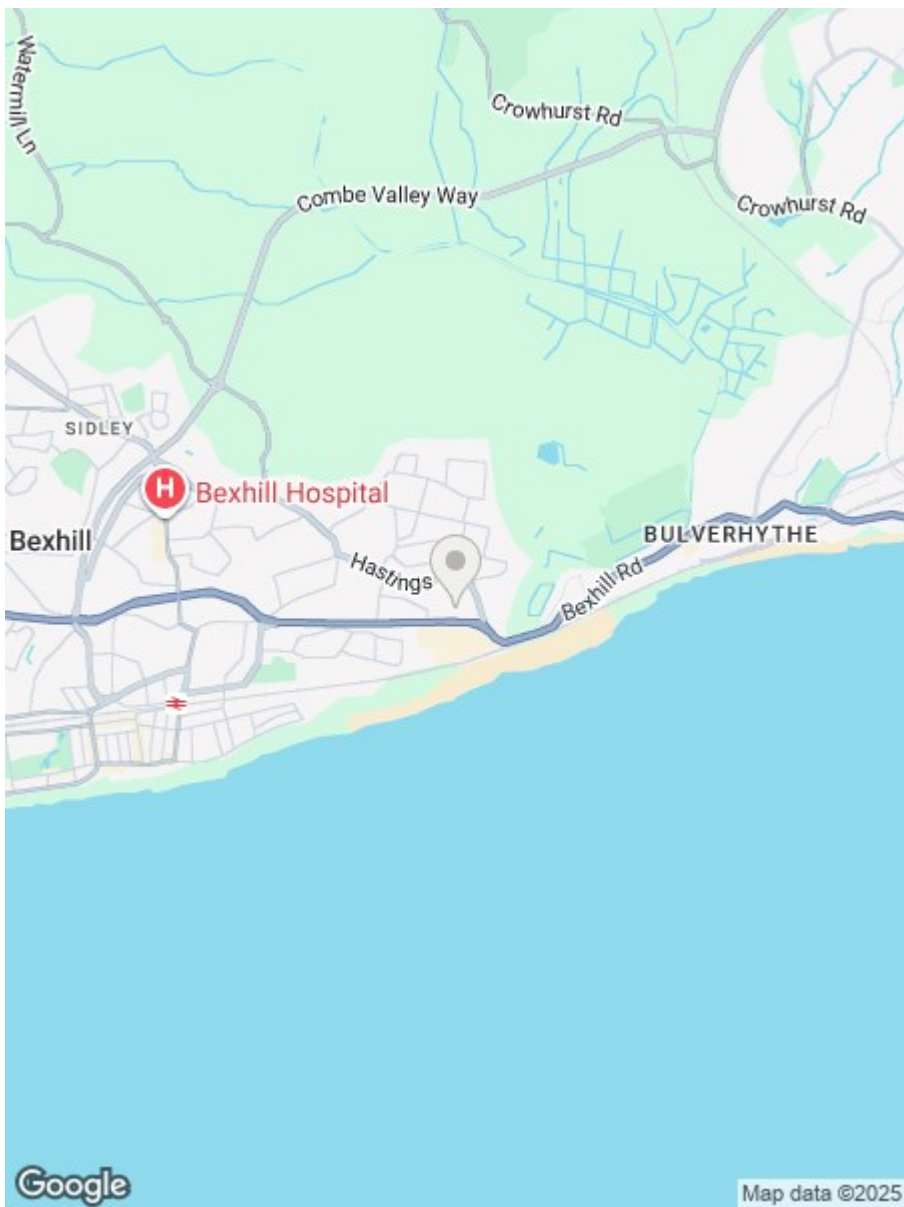 Watermill Ln
Crowhurst Rd
Combe Valley Way
Crowhurst Rd
SIDLEY
H
Bexhill Hospital
Bexhill
BULVERHYTHE
Hastings
Bexhill Rd
Google
Map data ©2025